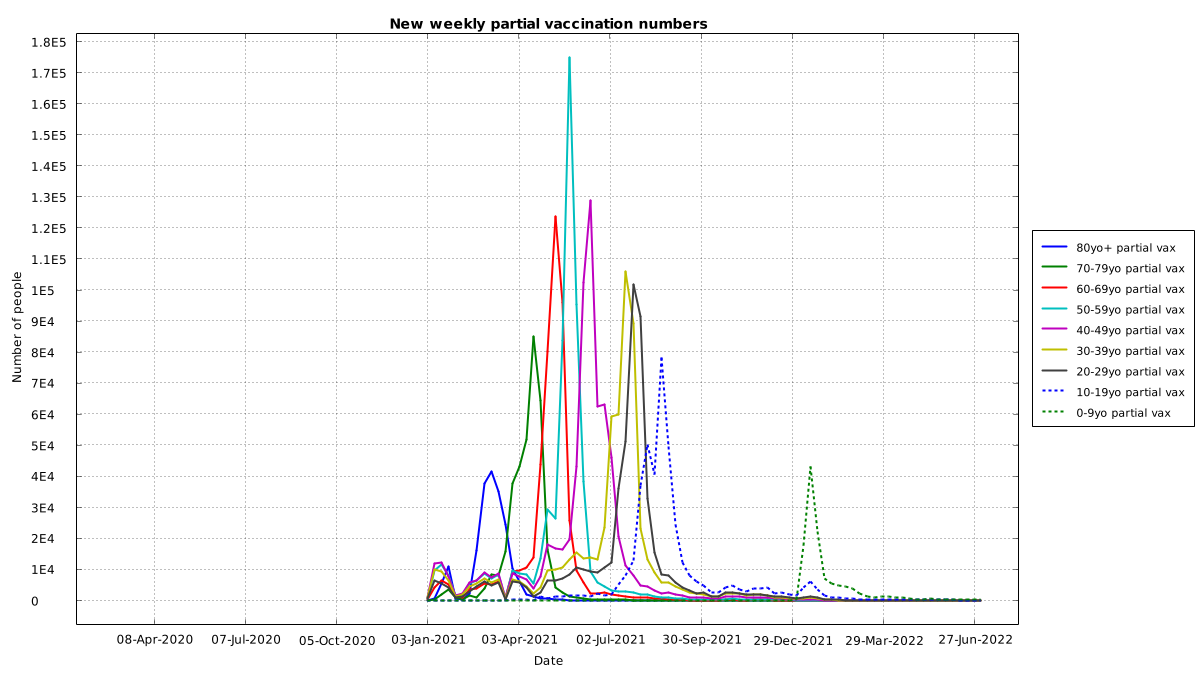 New weekly partial vaccination numbers
1.8E5
1.7E5
1.6E5
1.5E5
1.4E5
1.3E5
1.2E5
1.1E5
1E5
9E4
8E4
7E4
6E4
5E4
4E4
3E4
2E4
1E4
0
Number of people
08-Apr-2020 07-Jul-2020 05-Oct-2020 03-Jan-2021 03-Apr-2021 02-Jul-2021 30-Sep-2021 29-Dec-2021 29-Mar-2022 27-Jun-2022
Date
80yo+ partial vax
70-79yo partial vax
60-69yo partial vax
50-59yo partial vax
40-49yo partial vax
30-39yo partial vax
20-29yo partial vax
10-19yo partial vax
0-9yo partial vax